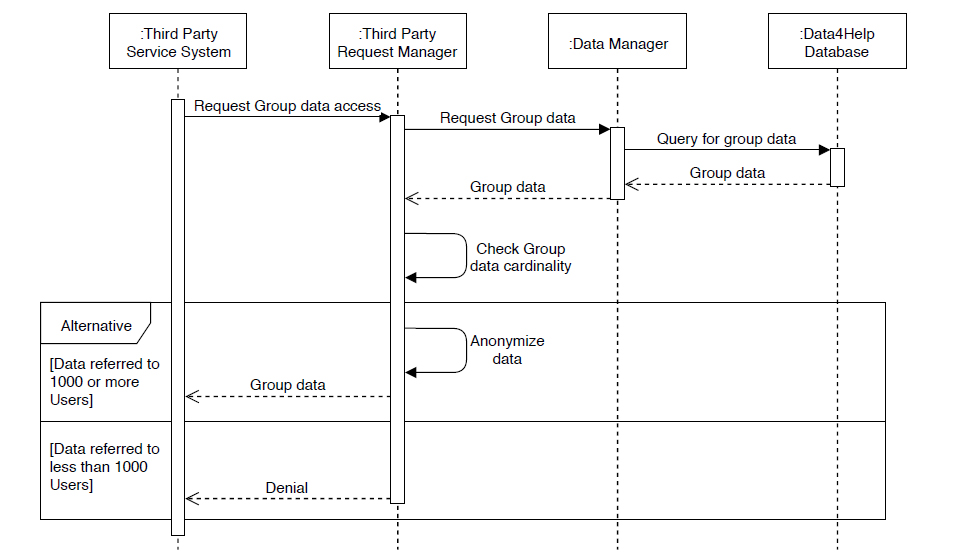 :Third Party
Service System
:Third Party
Request Manager
:Data Manager
:Data4Help
Database
Request Group data access
Request Group data
Query for group data
Group data
Group data
Check Group
data cardinality
Alternative
[Data referred to
1000 or more
Users]
Anonymize
data
Group data
[Data referred to
less than 1000
Users]
Denial